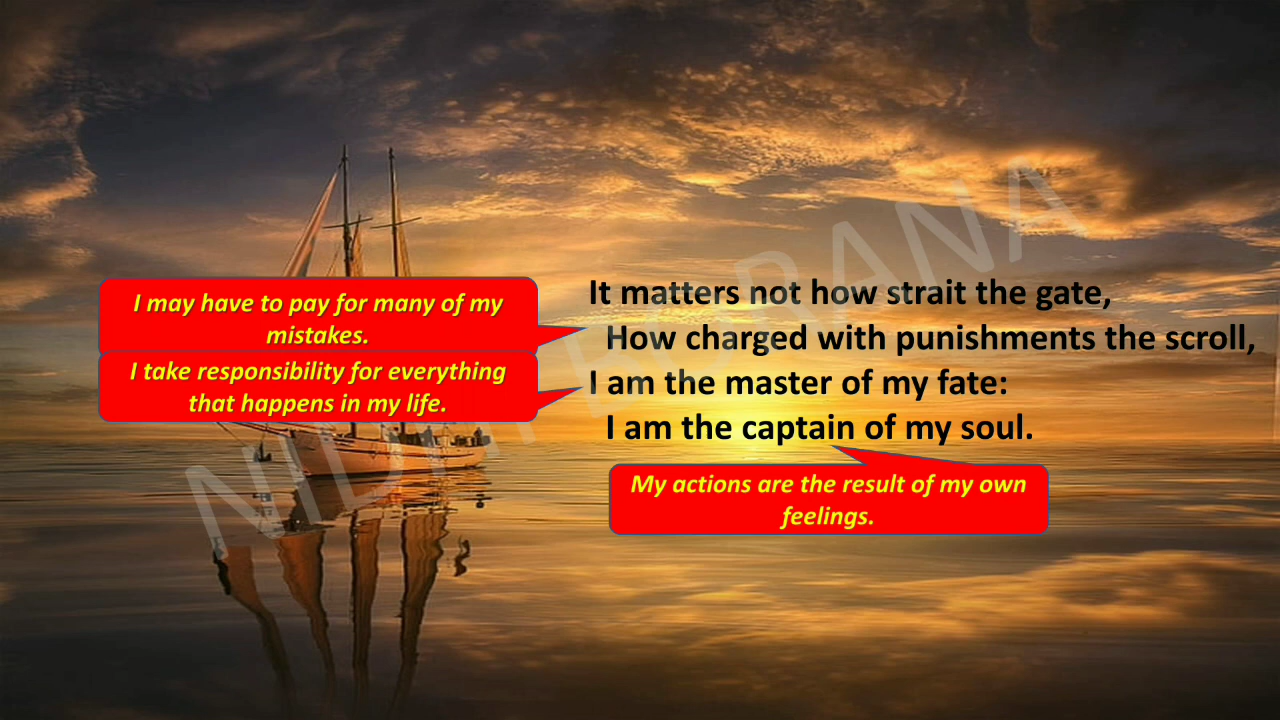 I may have to pay for many of my
mistakes.
I take responsibility for everything
that happens in my life.
It matters not how strait the gate,
How charged with punishments the scroll,
I am the master of my fate:
I am the captain of my soul.
My actions are the result of my own
feelings.